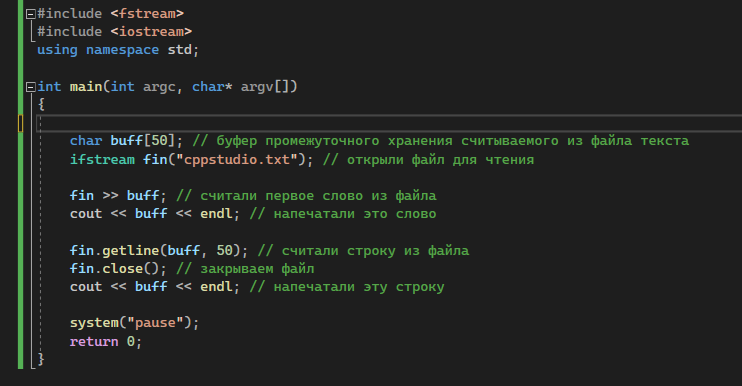 #include <fstream>
#include <iostream>
using namespace std;
int main(int argc, char* argv[])
{
char buff[50]; // буфер промежуточного хранения считываемого из файла текста
ifstream fin("cppstudio.txt"); // открыли файл для чтения
fin >> buff; // считали первое слово из файла
cout << buff << endl; // напечатали это слово
fin.getline(buff, 50); // считали строку из файла
fin.close(); // закрываем файл
cout << buff << endl; // напечатали эту строку
system("pause");
return 0;
}